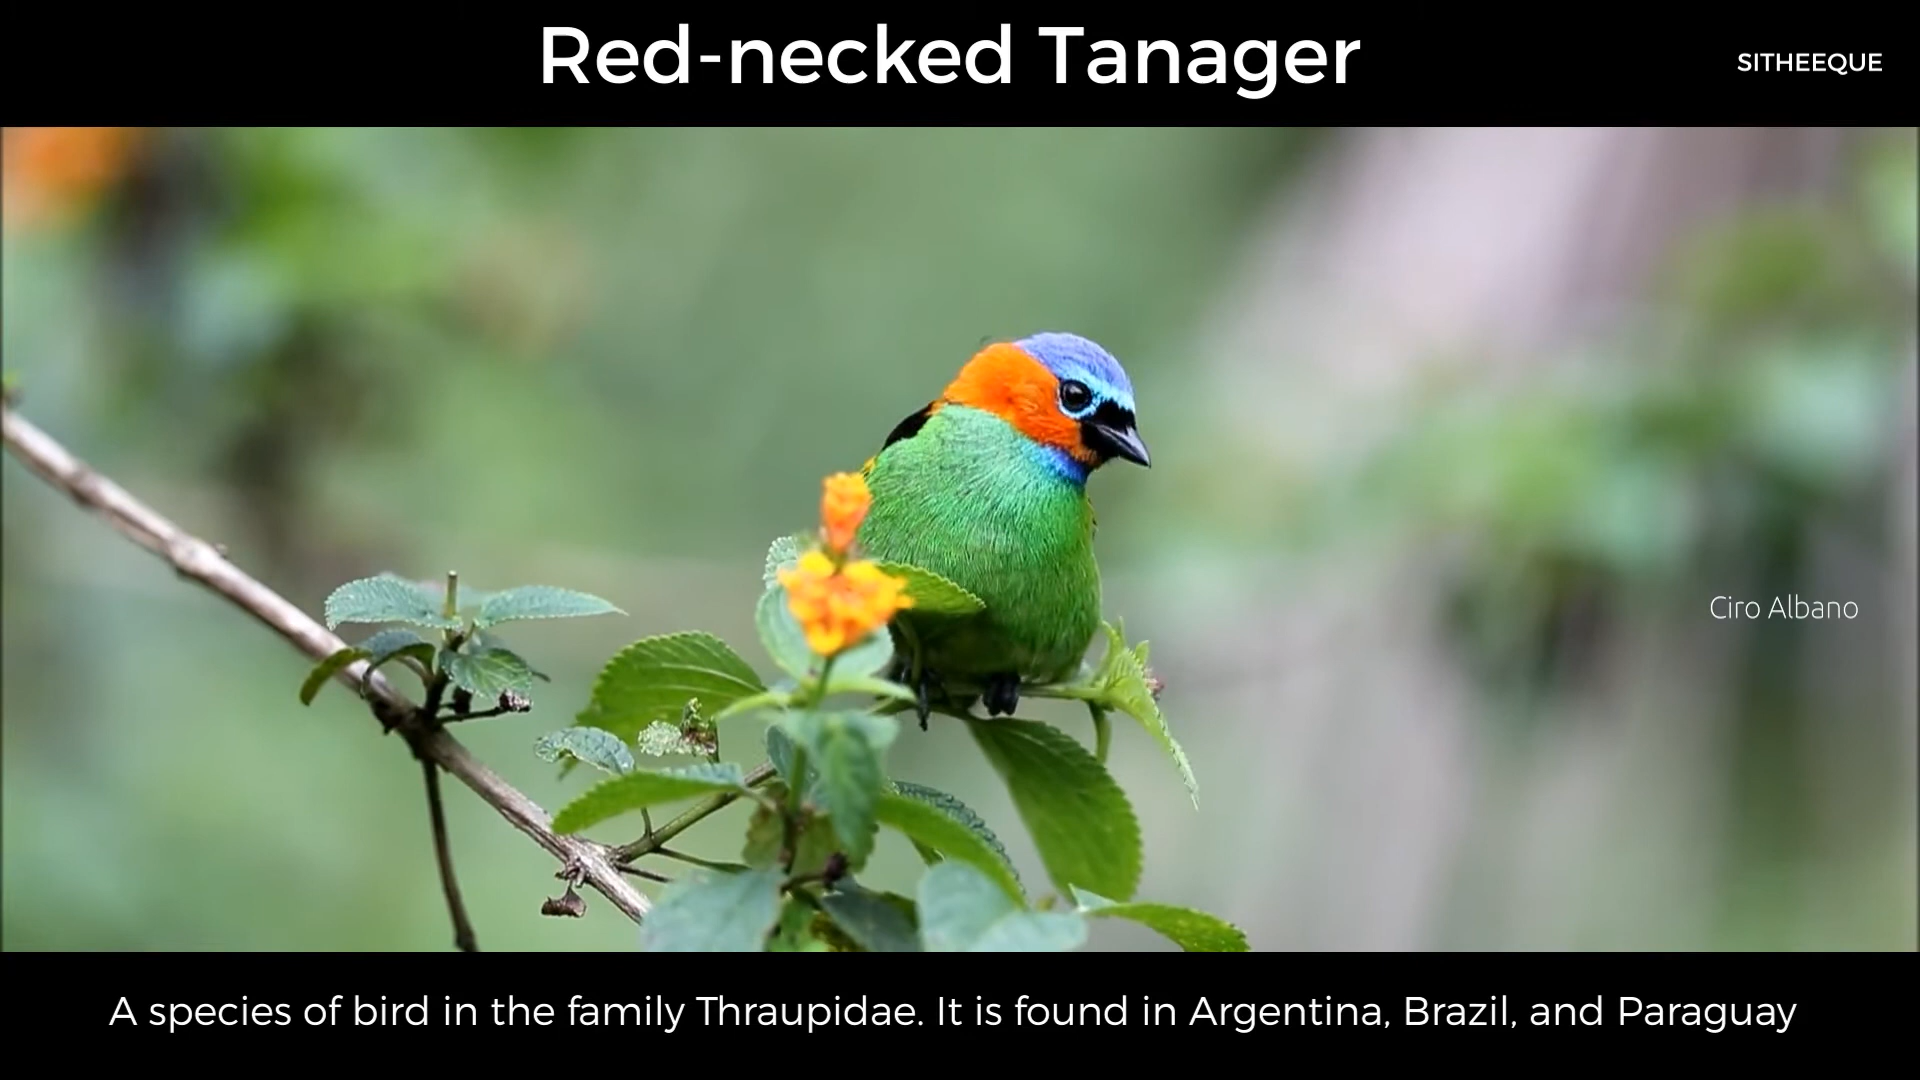 Red-necked Tanager
SITHEEQUE
Ciro Albano
A species of bird in the family Thraupidae. It is found in Argentina, Brazil, and Paraguay